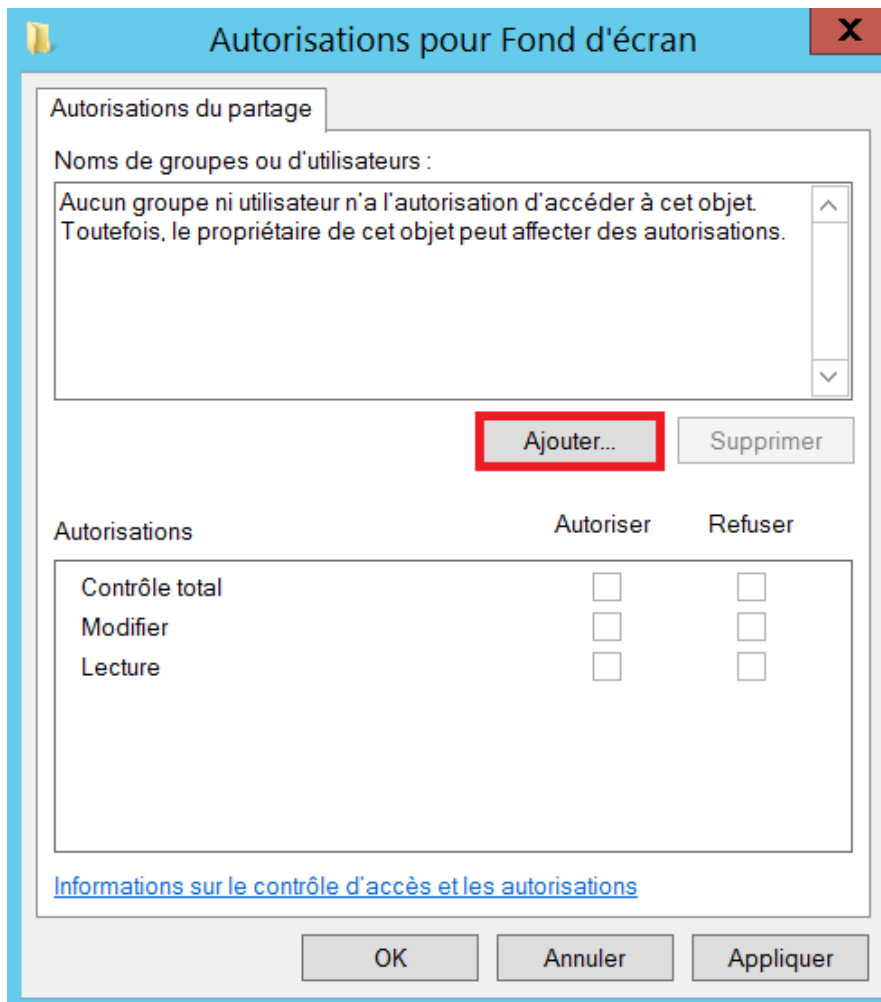 Autorisations pour Fond d'écran
X
Autorisations du partage
Noms de groupes ou d'utilisateurs :
Aucun groupe ni utilisateur n'a l'autorisation d'accéder à cet objet.
Toutefois, le propriétaire de cet objet peut affecter des autorisations.
Ajouter... Supprimer
Autorisations Autoriser Refuser
Contrôle total
Modifier
Lecture
Informations sur le contrôle d'accès et les autorisations
OK Annuler Appliquer